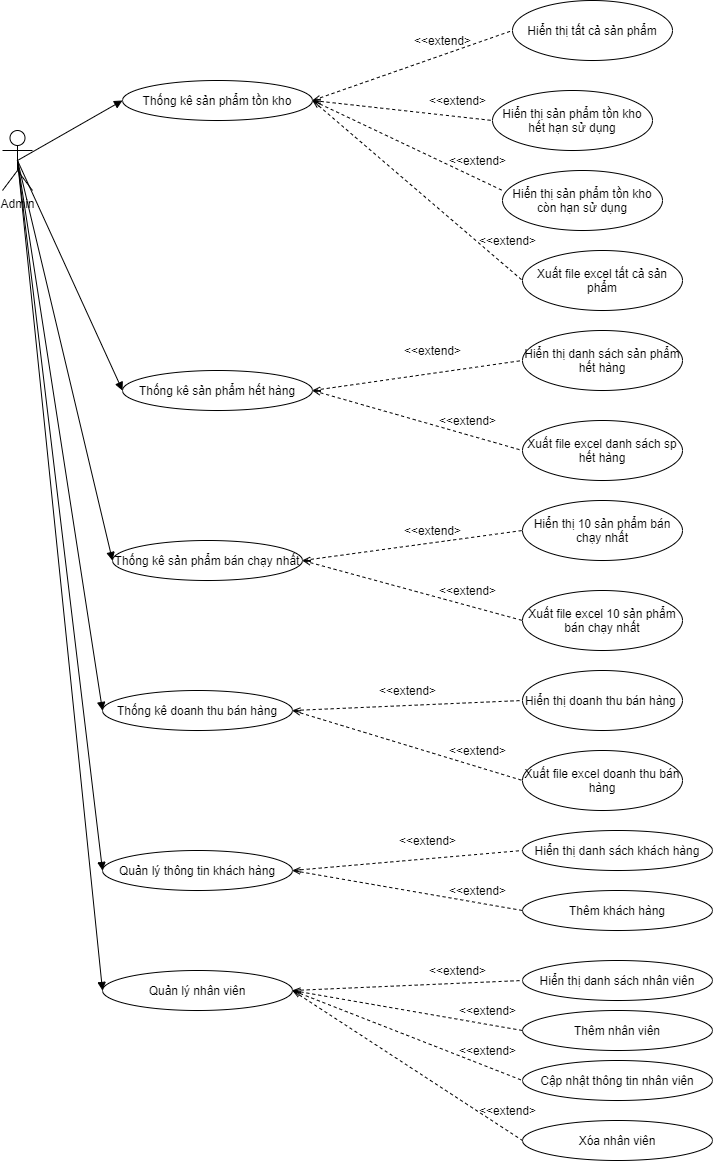 <<extend>>
Hiển thị tất cả sản phẩm
Thống kê sản phẩm tồn kho
<<extend>>
Hiển thị sản phẩm tồn kho
hết hạn sử dụng
<<extend>>
Hiển thị sản phẩm tồn kho
còn hạn sử dụng
Admin
<<extend>>
Xuất file excel tất cả sản
phẩm
<<extend>>
Hiển thị danh sách sản phẩm
hết hàng
Thống kê sản phẩm hết hàng
<<extend>>
Xuất file excel danh sách sp
hết hàng
<<extend>>
Hiển thị 10 sản phẩm bán
chạy nhất
Thống kê sản phẩm bán chạy nhất
<<extend>>
Xuất file excel 10 sản phẩm
bán chạy nhất
<<extend>>
Hiển thị doanh thu bán hàng
Thống kê doanh thu bán hàng
<<extend>>
Xuất file excel doanh thu bán
hàng
<<extend>>
Hiển thị danh sách khách hàng
Quản lý thông tin khách hàng
<<extend>>
Thêm khách hàng
<<extend>>
Hiển thị danh sách nhân viên
Quản lý nhân viên
<<extend>>
Thêm nhân viên
<<extend>>
Cập nhật thông tin nhân viên
<<extend>>
Xóa nhân viên